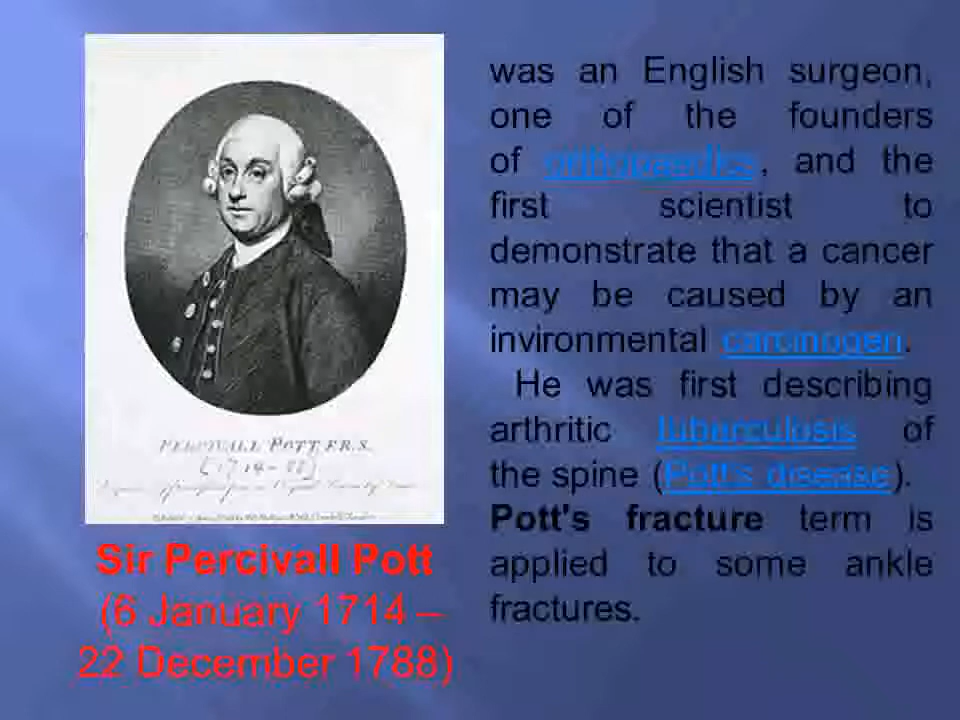 PERCIVALL POTT, F.R.S.
[1714-88]
Sir Percivall Pott
(6 January 1714 –
22 December 1788)
was an English surgeon,
one of the founders
of orthopaedics, and the
first scientist to
demonstrate that a cancer
may be caused by an
invironmental carcinogen.
He was first describing
arthritic tuberculosis of
the spine (Pott's disease).
Pott's fracture term is
applied to some ankle
fractures.